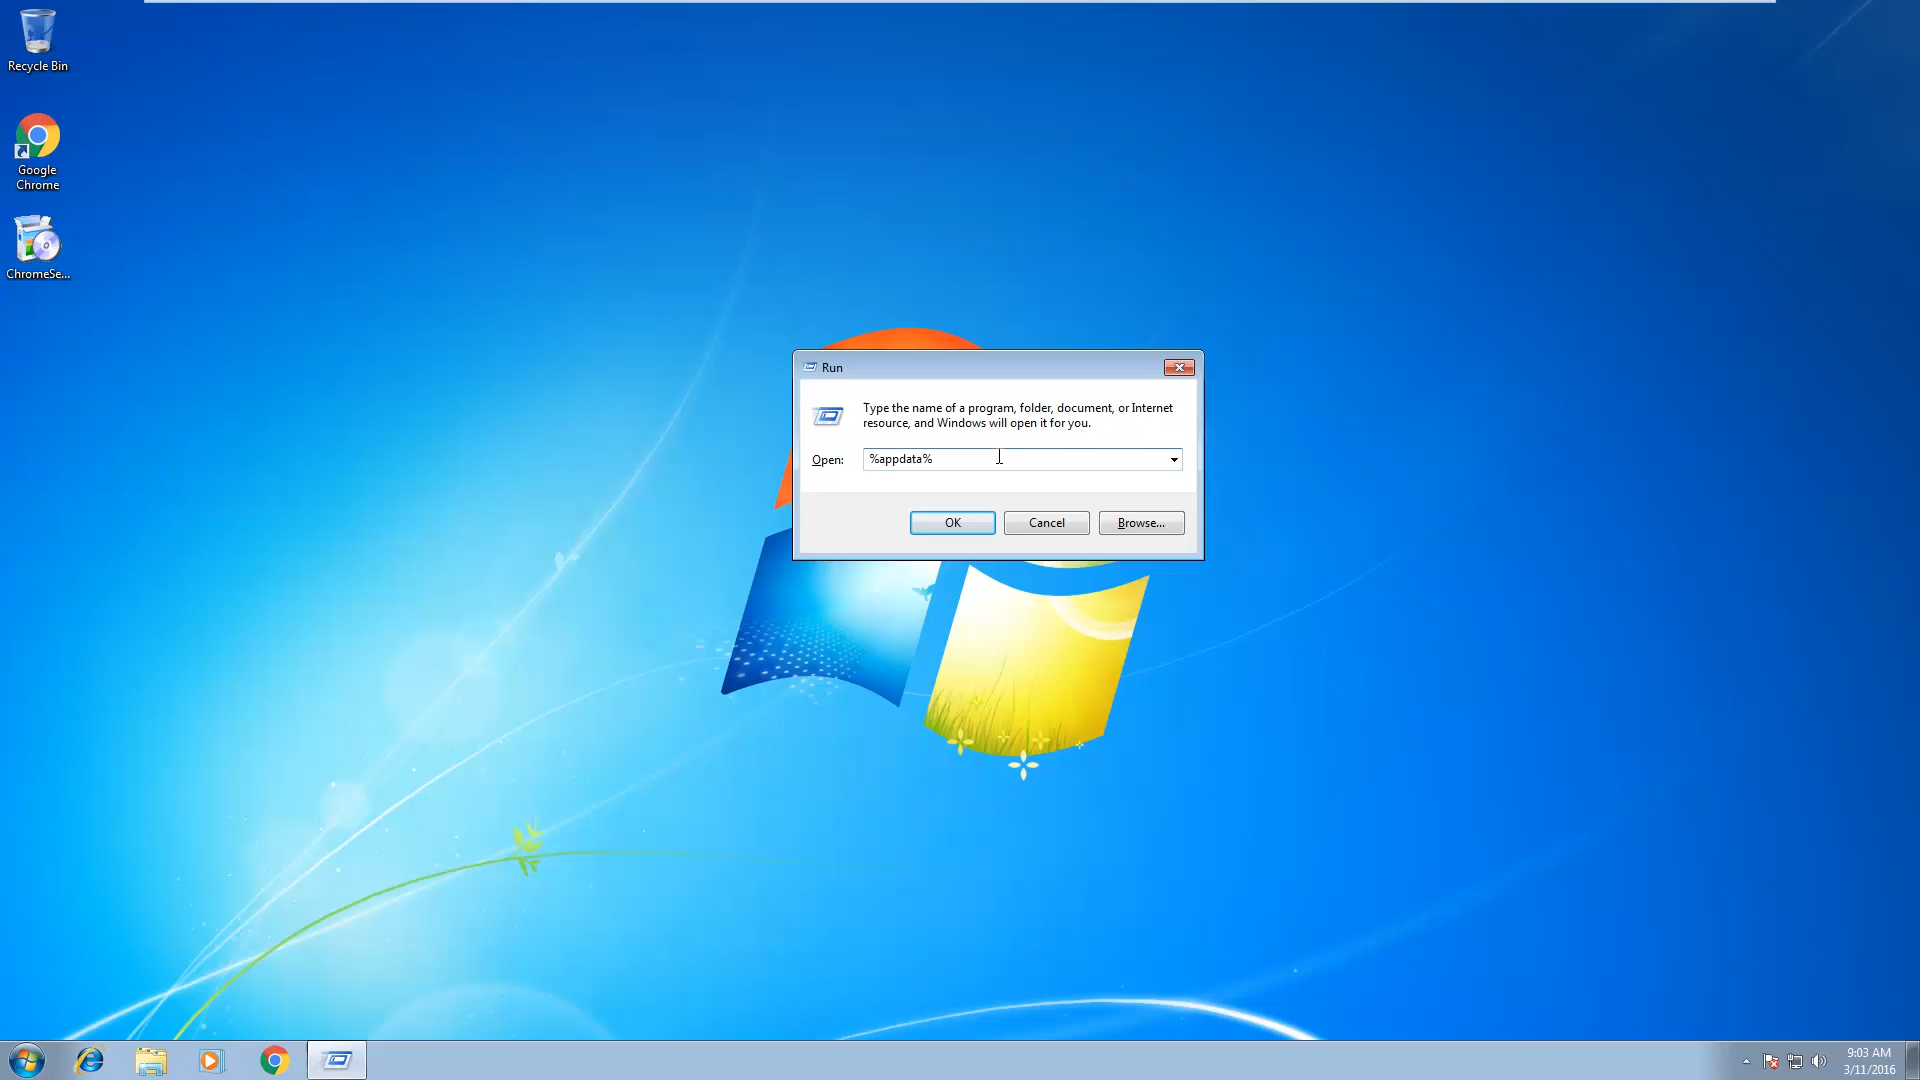 Recycle Bin
Google
Chrome
ChromeSe...
Run
Type the name of a program, folder, document, or Internet
resource, and Windows will open it for you.
Open:
%appdata%
OK
Cancel
Browse...
9:03 AM
3/11/2016